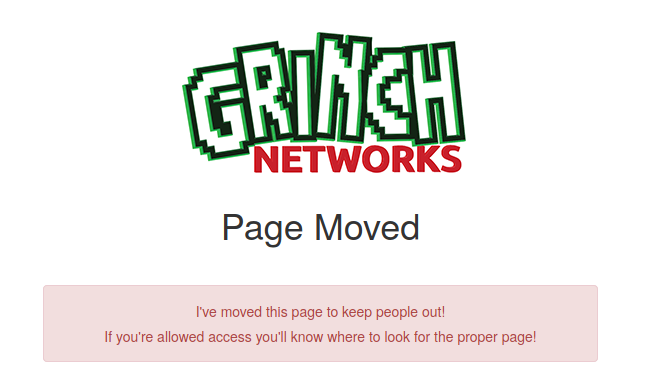 GRINCH
NETWORKS
Page Moved
I've moved this page to keep people out!
If you're allowed access you'll know where to look for the proper page!